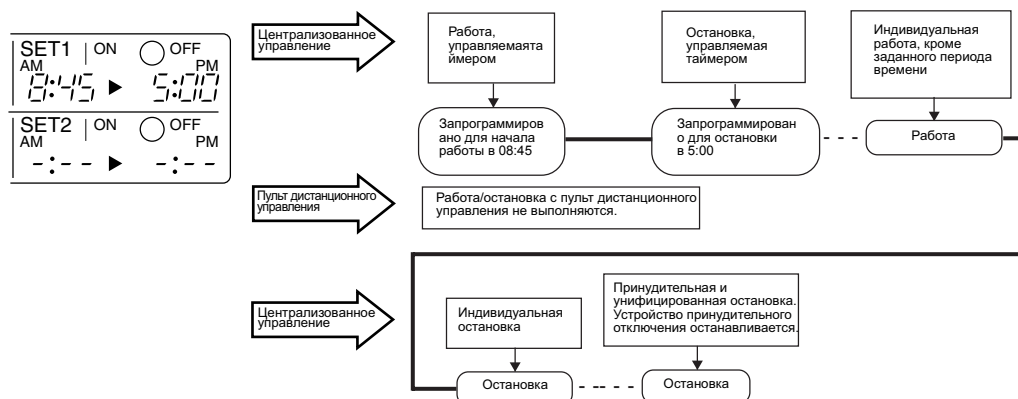 SET1 | ON ◯ OFF
AM PM
8:45 ▶ 5:00
SET2 | ON ◯ OFF
AM PM
-:-- ▶ -:--
Централизованное
управление
Работа,
управляемаята
ймером
Остановка,
управляемая
таймером
Индивидуальная
работа, кроме
заданного периода
времени
Запрограммиров
ано для начала
работы в 08:45
Запрограммирован
о для остановки
в 5:00
Работа
Пульт дистанционного
управления
Работа/остановка с пульт дистанционного
управления не выполняются.
Централизованное
управление
Индивидуальная
остановка
Принудительная и
унифицированная остановка.
Устройство принудительного
отключения останавливается.
Остановка
Остановка